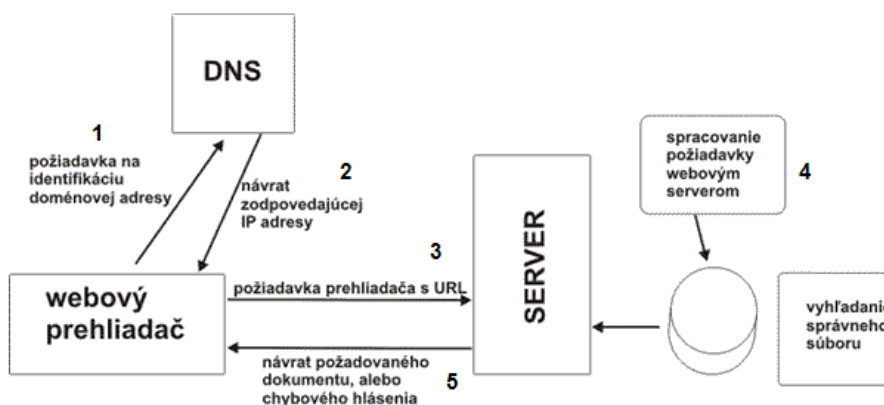 DNS
1
požiadavka na
identifikáciu
doménovej adresy
2
návrat
zodpovedajúcej
IP adresy
webový
prehliadač
3
požiadavka prehliadača s URL
SERVER
návrat požadovaného
dokumentu, alebo
chybového hlásenia
5
spracovanie
požiadavky
webovým
serverom
4
vyhľadanie
správneho
súboru